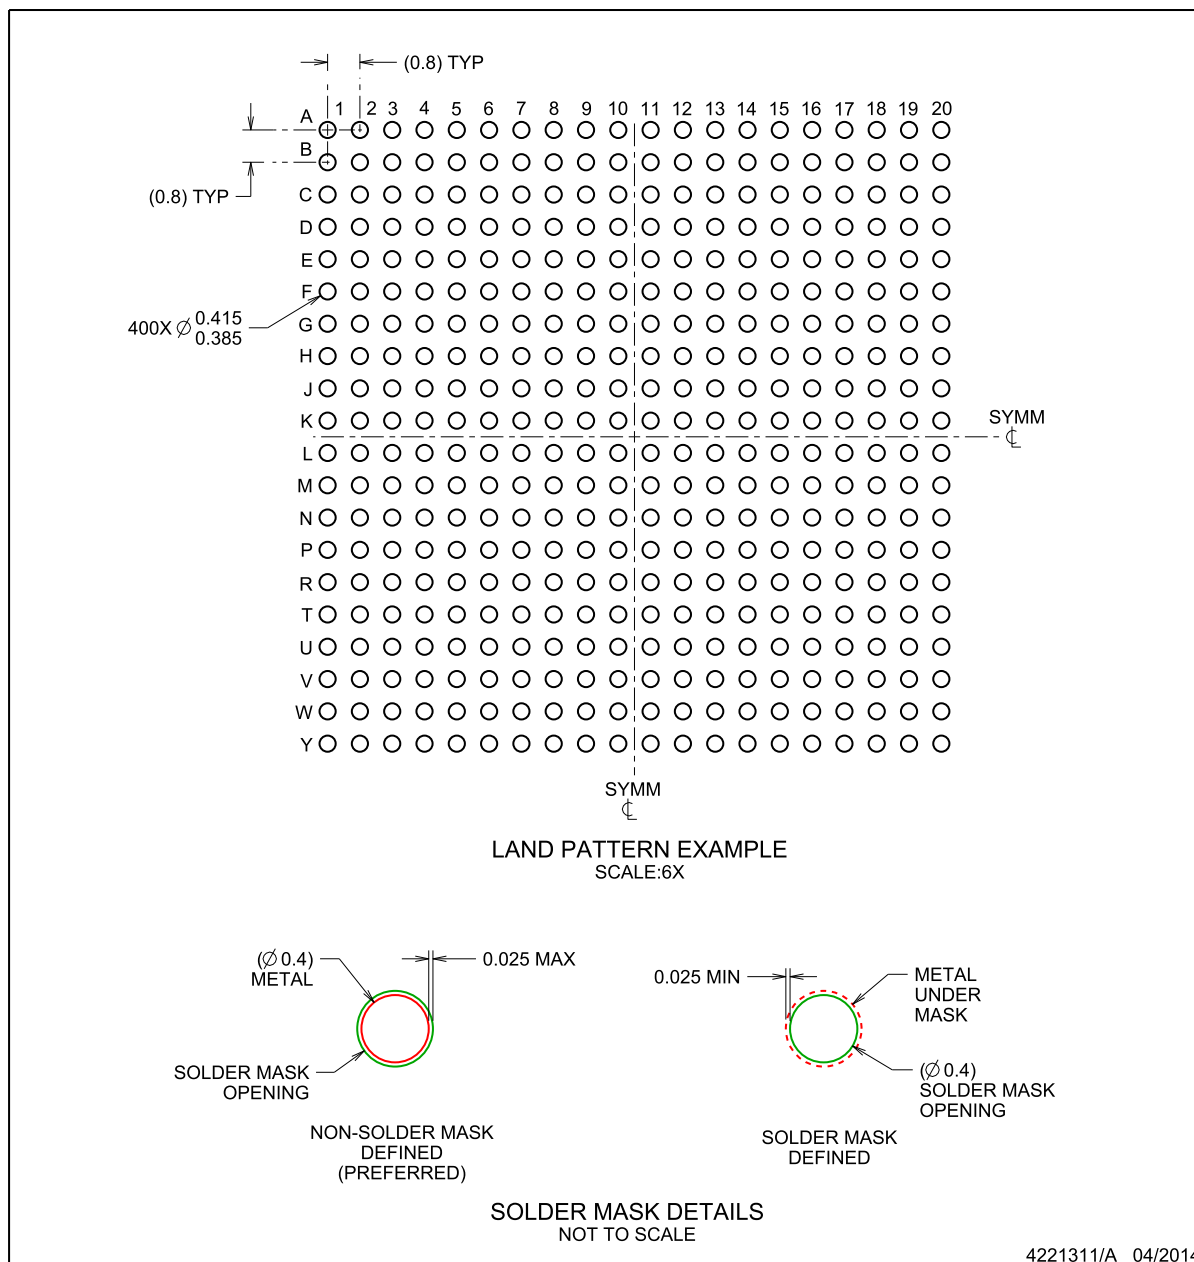 (0.8) TYP
1 2 3 4 5 6 7 8 9 10 11 12 13 14 15 16 17 18 19 20
A
B
(0.8) TYP
C
D
E
F
400X ⌀ 0.415
0.385
G
H
J
K
SYMM
℄
L
M
N
P
R
T
U
V
W
Y
SYMM
℄
LAND PATTERN EXAMPLE
SCALE:6X
(⌀ 0.4)
METAL
0.025 MAX
SOLDER MASK
OPENING
NON-SOLDER MASK
DEFINED
(PREFERRED)
0.025 MIN
METAL
UNDER
MASK
(⌀ 0.4)
SOLDER MASK
OPENING
SOLDER MASK
DEFINED
SOLDER MASK DETAILS
NOT TO SCALE
4221311/A 04/2014